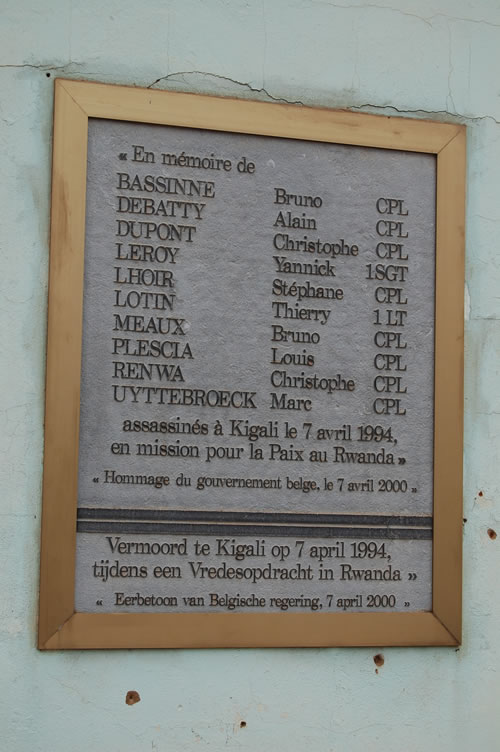 « En mémoire de
BASSINNE Bruno CPL
DEBATTY Alain CPL
DUPONT Christophe CPL
LEROY Yannick 1SGT
LHOIR Stéphane CPL
LOTIN Thierry 1 LT
MEAUX Bruno CPL
PLESCIA Louis CPL
RENWA Christophe CPL
UYTTEBROECK Marc CPL
assassinés à Kigali le 7 avril 1994,
en mission pour la Paix au Rwanda »
« Hommage du gouvernement belge, le 7 avril 2000 »
Vermoord te Kigali op 7 april 1994,
tijdens een Vredesopdracht in Rwanda »
« Eerbetoon van Belgische regering, 7 april 2000 »